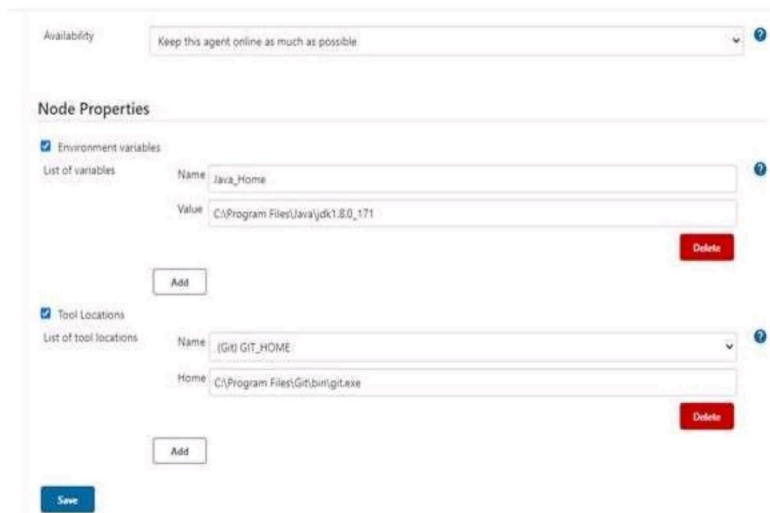 Availability
Keep this agent online as much as possible
?
Node Properties
Environment variables
List of variables
Name Java_Home
?
Value C:\Program Files\Java\jdk1.8.0_171
Delete
Add
Tool Locations
List of tool locations
Name (Git) GIT_HOME
?
Home C:\Program Files\Git\bin\git.exe
Delete
Add
Save